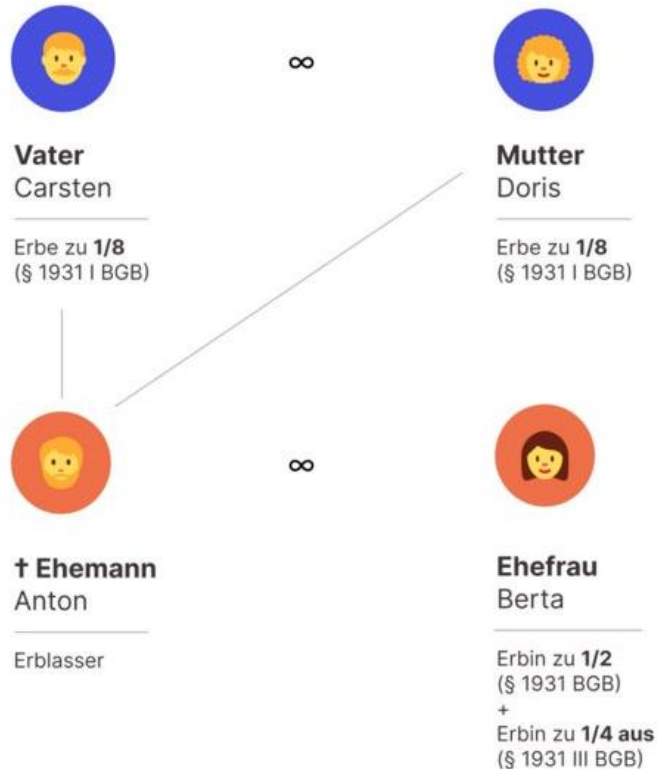 ∞
Vater
Carsten
Erbe zu 1/8
(§ 1931 I BGB)
Mutter
Doris
Erbe zu 1/8
(§ 1931 I BGB)
∞
† Ehemann
Anton
Erblasser
Ehefrau
Berta
Erbin zu 1/2
(§ 1931 BGB)
+
Erbin zu 1/4 aus
(§ 1931 III BGB)